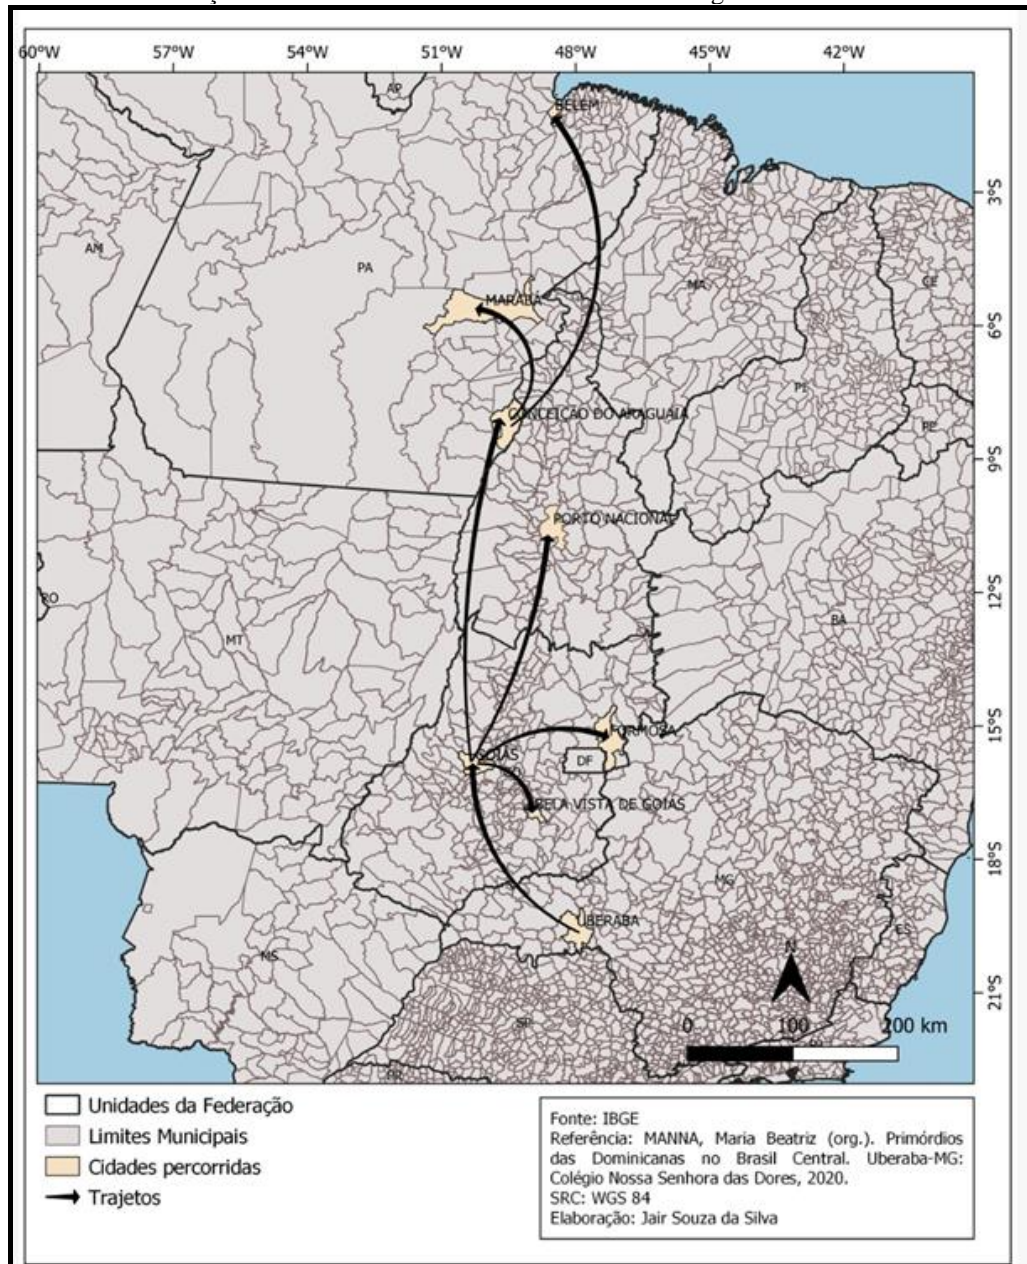 60°W 57°W 54°W 51°W 48°W 45°W 42°W
AP
BELÉM
3°S
AM
PA
MA
CE
MARABÁ
6°S
PI
CONCEIÇÃO DO ARAGUAIA
PE
9°S
PORTO NACIONAL
RO
12°S
MT
BA
15°S
FORMOSA
GOIÁS
DF
BELA VISTA DE GOIÁS
18°S
MG
UBERABA
ES
MS
N
21°S
SP
0 100 200 km
PR
Unidades da Federação
Limites Municipais
Cidades percorridas
Trajetos
Fonte: IBGE
Referência: MANNA, Maria Beatriz (org.). Primórdios
das Dominicanas no Brasil Central. Uberaba-MG:
Colégio Nossa Senhora das Dores, 2020.
SRC: WGS 84
Elaboração: Jair Souza da Silva